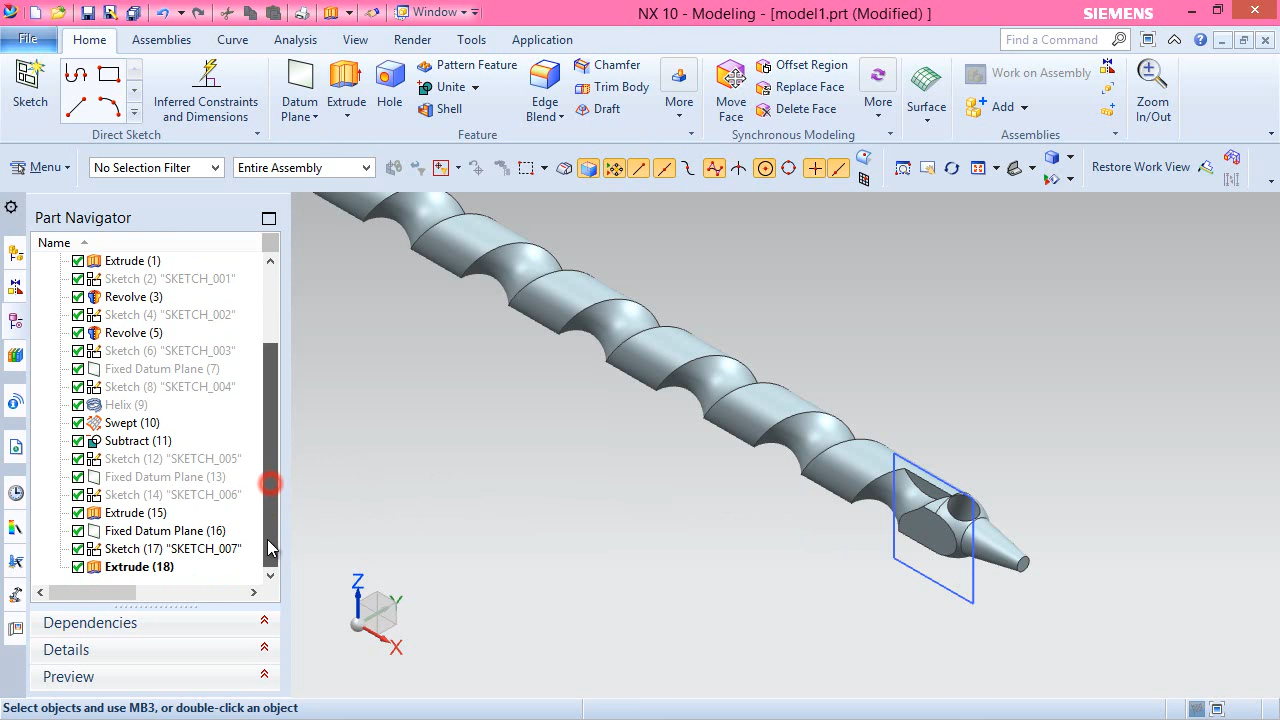 NX 10 - Modeling - [model1.prt (Modified) ]
SIEMENS
Window
File
Home
Assemblies
Curve
Analysis
View
Render
Tools
Application
Find a Command
Sketch
Direct Sketch
Inferred Constraints and Dimensions
Datum Plane
Extrude
Hole
Pattern Feature
Unite
Shell
Edge Blend
Chamfer
Trim Body
Draft
More
Feature
Move Face
Offset Region
Replace Face
Delete Face
More
Synchronous Modeling
Surface
Work on Assembly
Add
Assemblies
Zoom In/Out
Menu
No Selection Filter
Entire Assembly
Restore Work View
Part Navigator
Name
Extrude (1)
Sketch (2) "SKETCH_001"
Revolve (3)
Sketch (4) "SKETCH_002"
Revolve (5)
Sketch (6) "SKETCH_003"
Fixed Datum Plane (7)
Sketch (8) "SKETCH_004"
Helix (9)
Swept (10)
Subtract (11)
Sketch (12) "SKETCH_005"
Fixed Datum Plane (13)
Sketch (14) "SKETCH_006"
Extrude (15)
Fixed Datum Plane (16)
Sketch (17) "SKETCH_007"
Extrude (18)
Dependencies
Details
Preview
Z
Y
X
Select objects and use MB3, or double-click an object